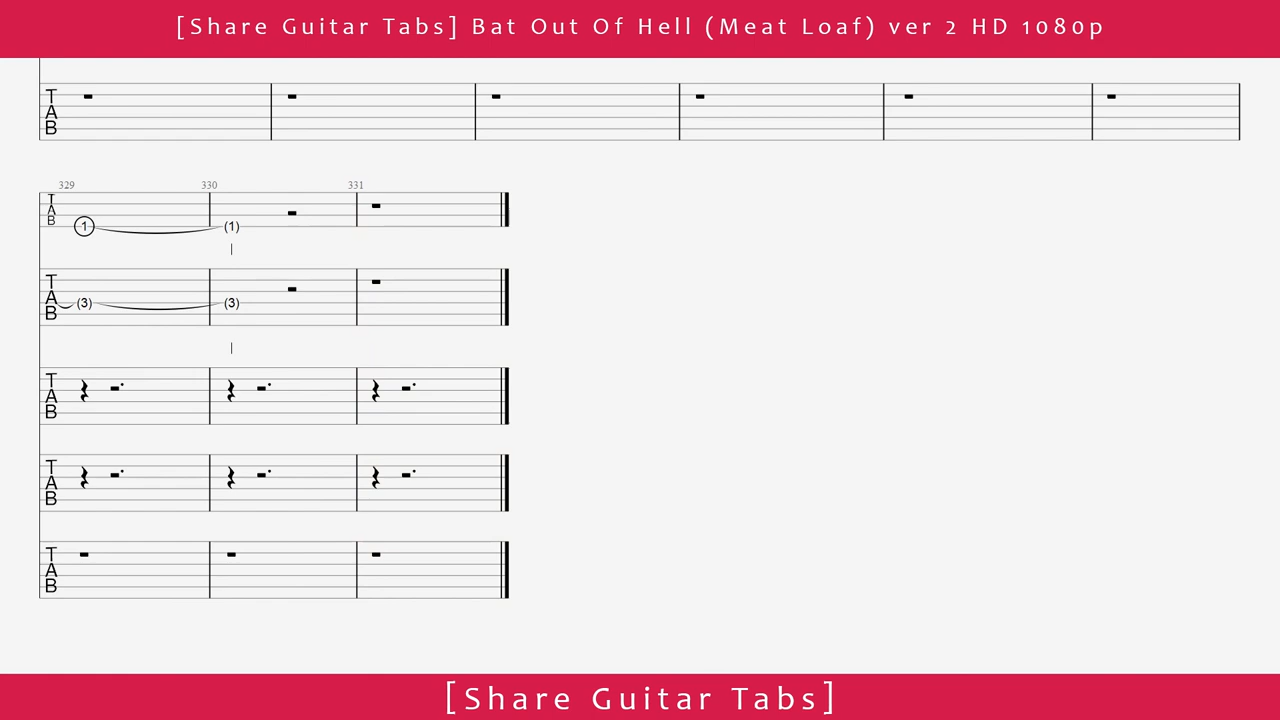 [Share Guitar Tabs] Bat Out Of Hell (Meat Loaf) ver 2 HD 1080p
T
A
B
329 330 331
T
A
B
1 (1)
T
A
B
(3) (3)
T
A
B
T
A
B
T
A
B
[Share Guitar Tabs]